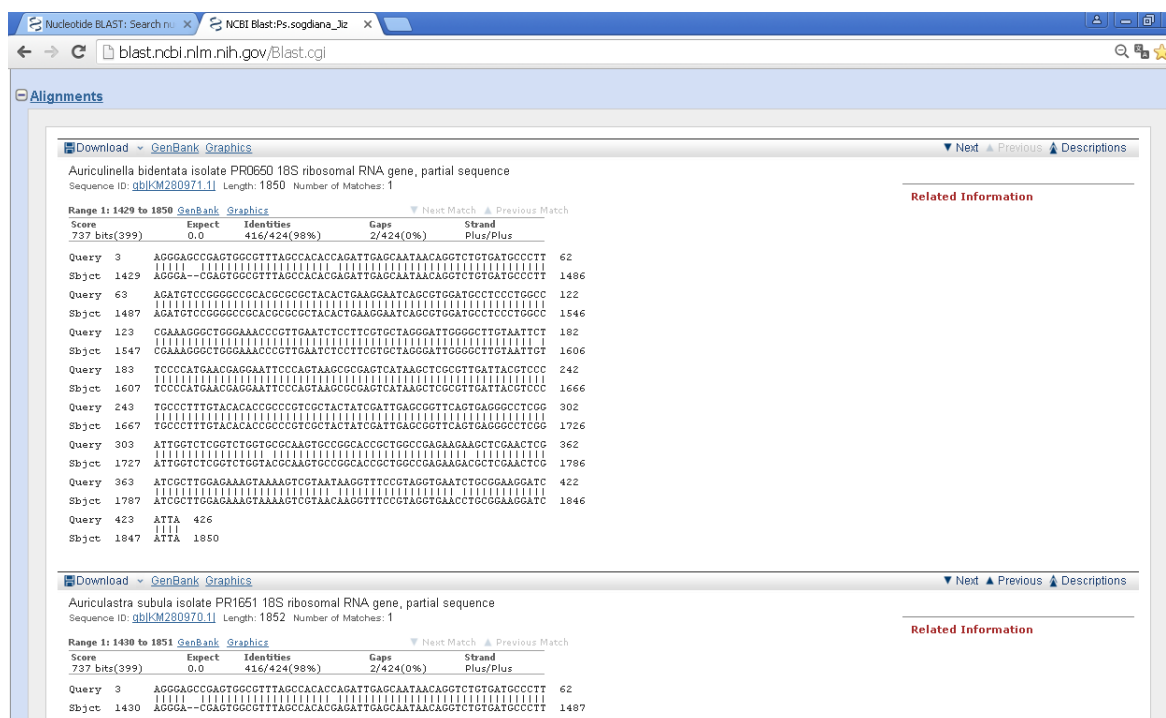 Nucleotide BLAST: Search nu
NCBI Blast:Ps.sogdiana_Jiz
blast.ncbi.nlm.nih.gov/Blast.cgi
Alignments
Download GenBank Graphics Next Previous Descriptions
Auriculinella bidentata isolate PR0650 18S ribosomal RNA gene, partial sequence
Sequence ID: gb|KM280971.1| Length: 1850 Number of Matches: 1
Related Information
Range 1: 1429 to 1850 GenBank Graphics Next Match Previous Match
Score Expect Identities Gaps Strand
737 bits(399) 0.0 416/424(98%) 2/424(0%) Plus/Plus
Query 3 AGGGAGCCGAGTGGCGTTTAGCCACACCAGATTGAGCAATAACAGGTCTGTGATGCCCTT 62
Sbjct 1429 AGGGA--CGAGTGGCGTTTAGCCACACGAGATTGAGCAATAACAGGTCTGTGATGCCCTT 1486
Query 63 AGATGTCCGGGGCCGCACGCGCGCTACACTGAAGGAATCAGCGTGGATGCCTCCCTGGCC 122
Sbjct 1487 AGATGTCCGGGGCCGCACGCGCGCTACACTGAAGGAATCAGCGTGGATGCCTCCCTGGCC 1546
Query 123 CGAAAGGGCTGGGAAACCCGTTGAATCTCCTTCGTGCTAGGGATTGGGGCTTGTAATTCT 182
Sbjct 1547 CGAAAGGGCTGGGAAACCCGTTGAATCTCCTTCGTGCTAGGGATTGGGGCTTGTAATTGT 1606
Query 183 TCCCCATGAACGAGGAATTCCCAGTAAGCGCGAGTCATAAGCTCGCGTTGATTACGTCCC 242
Sbjct 1607 TCCCCATGAACGAGGAATTCCCAGTAAGCGCGAGTCATAAGCTCGCGTTGATTACGTCCC 1666
Query 243 TGCCCTTTGTACACACCGCCCGTCGCTACTATCGATTGAGCGGTTCAGTGAGGGCCTCGG 302
Sbjct 1667 TGCCCTTTGTACACACCGCCCGTCGCTACTATCGATTGAGCGGTTCAGTGAGGGCCTCGG 1726
Query 303 ATTGGTCTCGGTCTGGTGCGCAAGTGCCGGCACCGCTGGCCGAGAAGAAGCTCGAACTCG 362
Sbjct 1727 ATTGGTCTCGGTCTGGTACGCAAGTGCCGGCACCGCTGGCCGAGAAGACGCTCGAACTCG 1786
Query 363 ATCGCTTGGAGAAAGTAAAAGTCGTAATAAGGTTTCCGTAGGTGAATCTGCGGAAGGATC 422
Sbjct 1787 ATCGCTTGGAGAAAGTAAAAGTCGTAACAAGGTTTCCGTAGGTGAACCTGCGGAAGGATC 1846
Query 423 ATTA 426
Sbjct 1847 ATTA 1850
Download GenBank Graphics Next Previous Descriptions
Auriculastra subula isolate PR1651 18S ribosomal RNA gene, partial sequence
Sequence ID: gb|KM280970.1| Length: 1852 Number of Matches: 1
Related Information
Range 1: 1430 to 1851 GenBank Graphics Next Match Previous Match
Score Expect Identities Gaps Strand
737 bits(399) 0.0 416/424(98%) 2/424(0%) Plus/Plus
Query 3 AGGGAGCCGAGTGGCGTTTAGCCACACCAGATTGAGCAATAACAGGTCTGTGATGCCCTT 62
Sbjct 1430 AGGGA--CGAGTGGCGTTTAGCCACACGAGATTGAGCAATAACAGGTCTGTGATGCCCTT 1487